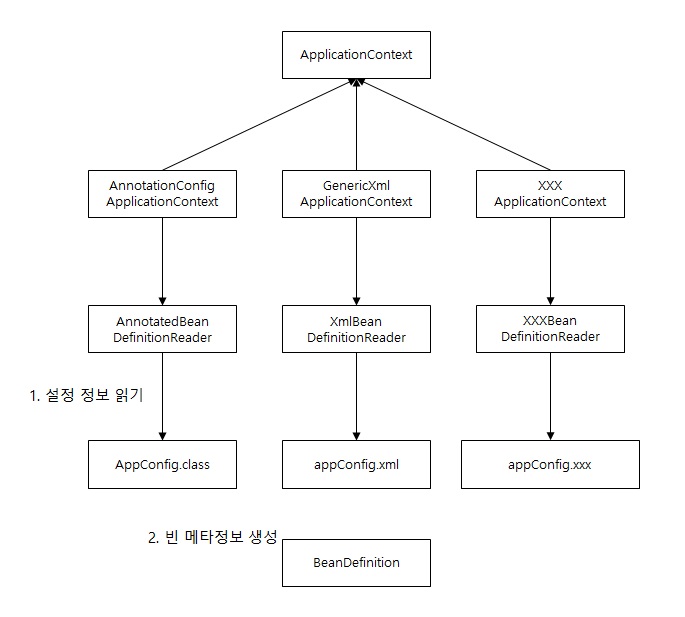 ApplicationContext
AnnotationConfig
ApplicationContext
GenericXml
ApplicationContext
XXX
ApplicationContext
AnnotatedBean
DefinitionReader
XmlBean
DefinitionReader
XXXBean
DefinitionReader
1. 설정 정보 읽기
AppConfig.class
appConfig.xml
appConfig.xxx
2. 빈 메타정보 생성
BeanDefinition